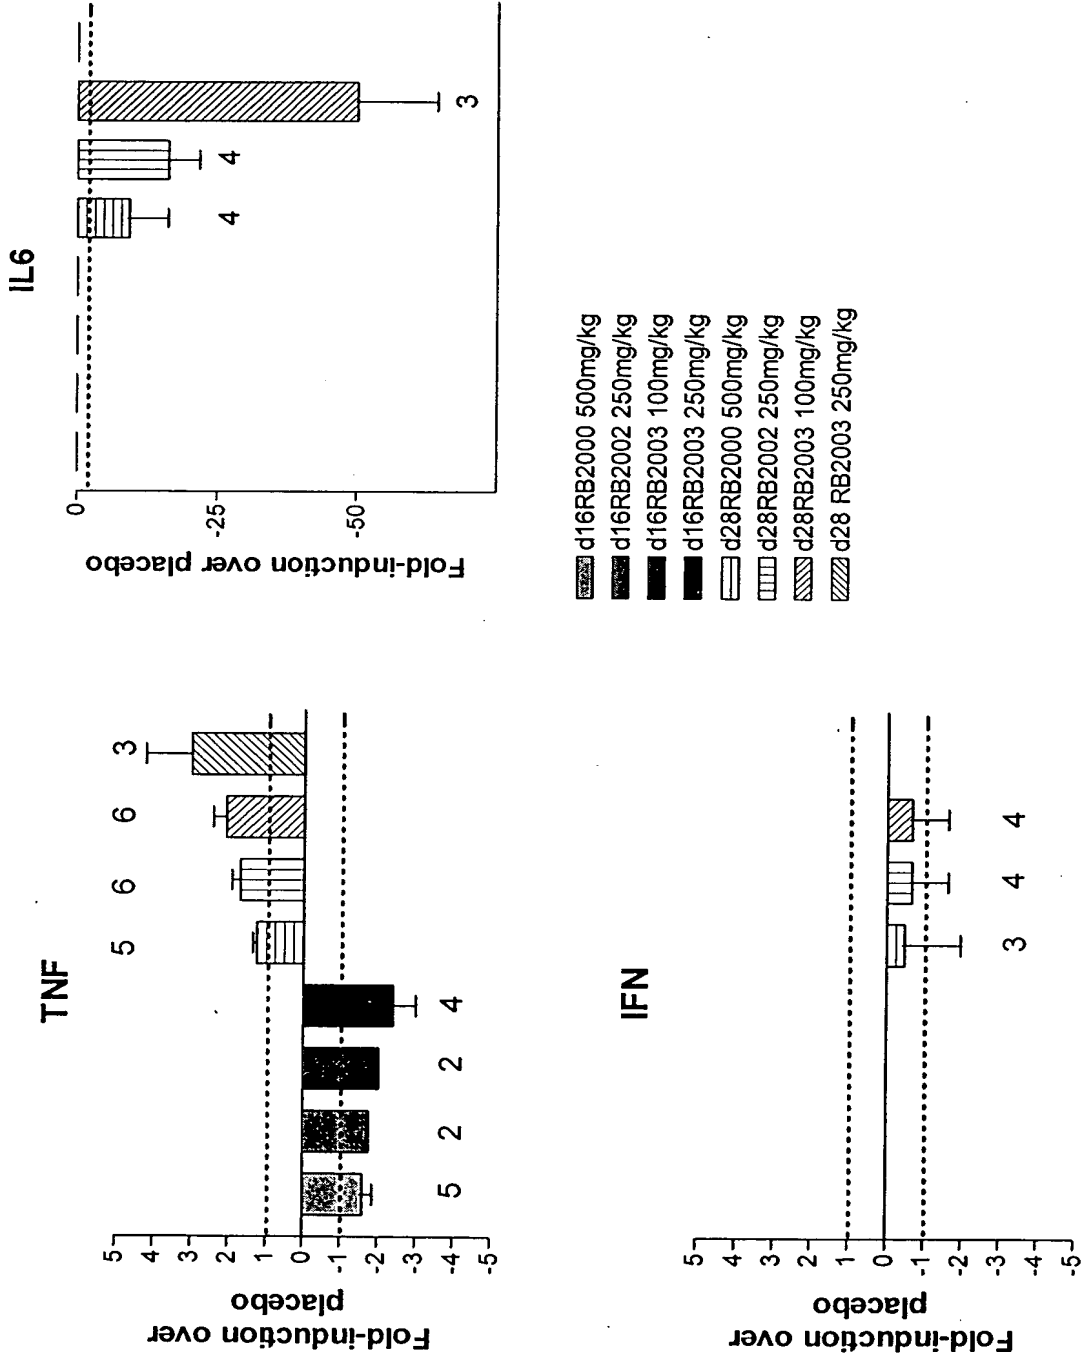 TNF
Fold-induction over
placebo
5
4
3
2
1
0
-1
-2
-3
-4
-5
5
2
2
4
5
6
6
3
IL6
Fold-induction over placebo
0
-25
-50
4
4
3
IFN
Fold-induction over
placebo
5
4
3
2
1
0
-1
-2
-3
-4
-5
3
4
4
d16RB2000 500mg/kg
d16RB2002 250mg/kg
d16RB2003 100mg/kg
d16RB2003 250mg/kg
d28RB2000 500mg/kg
d28RB2002 250mg/kg
d28RB2003 100mg/kg
d28 RB2003 250mg/kg